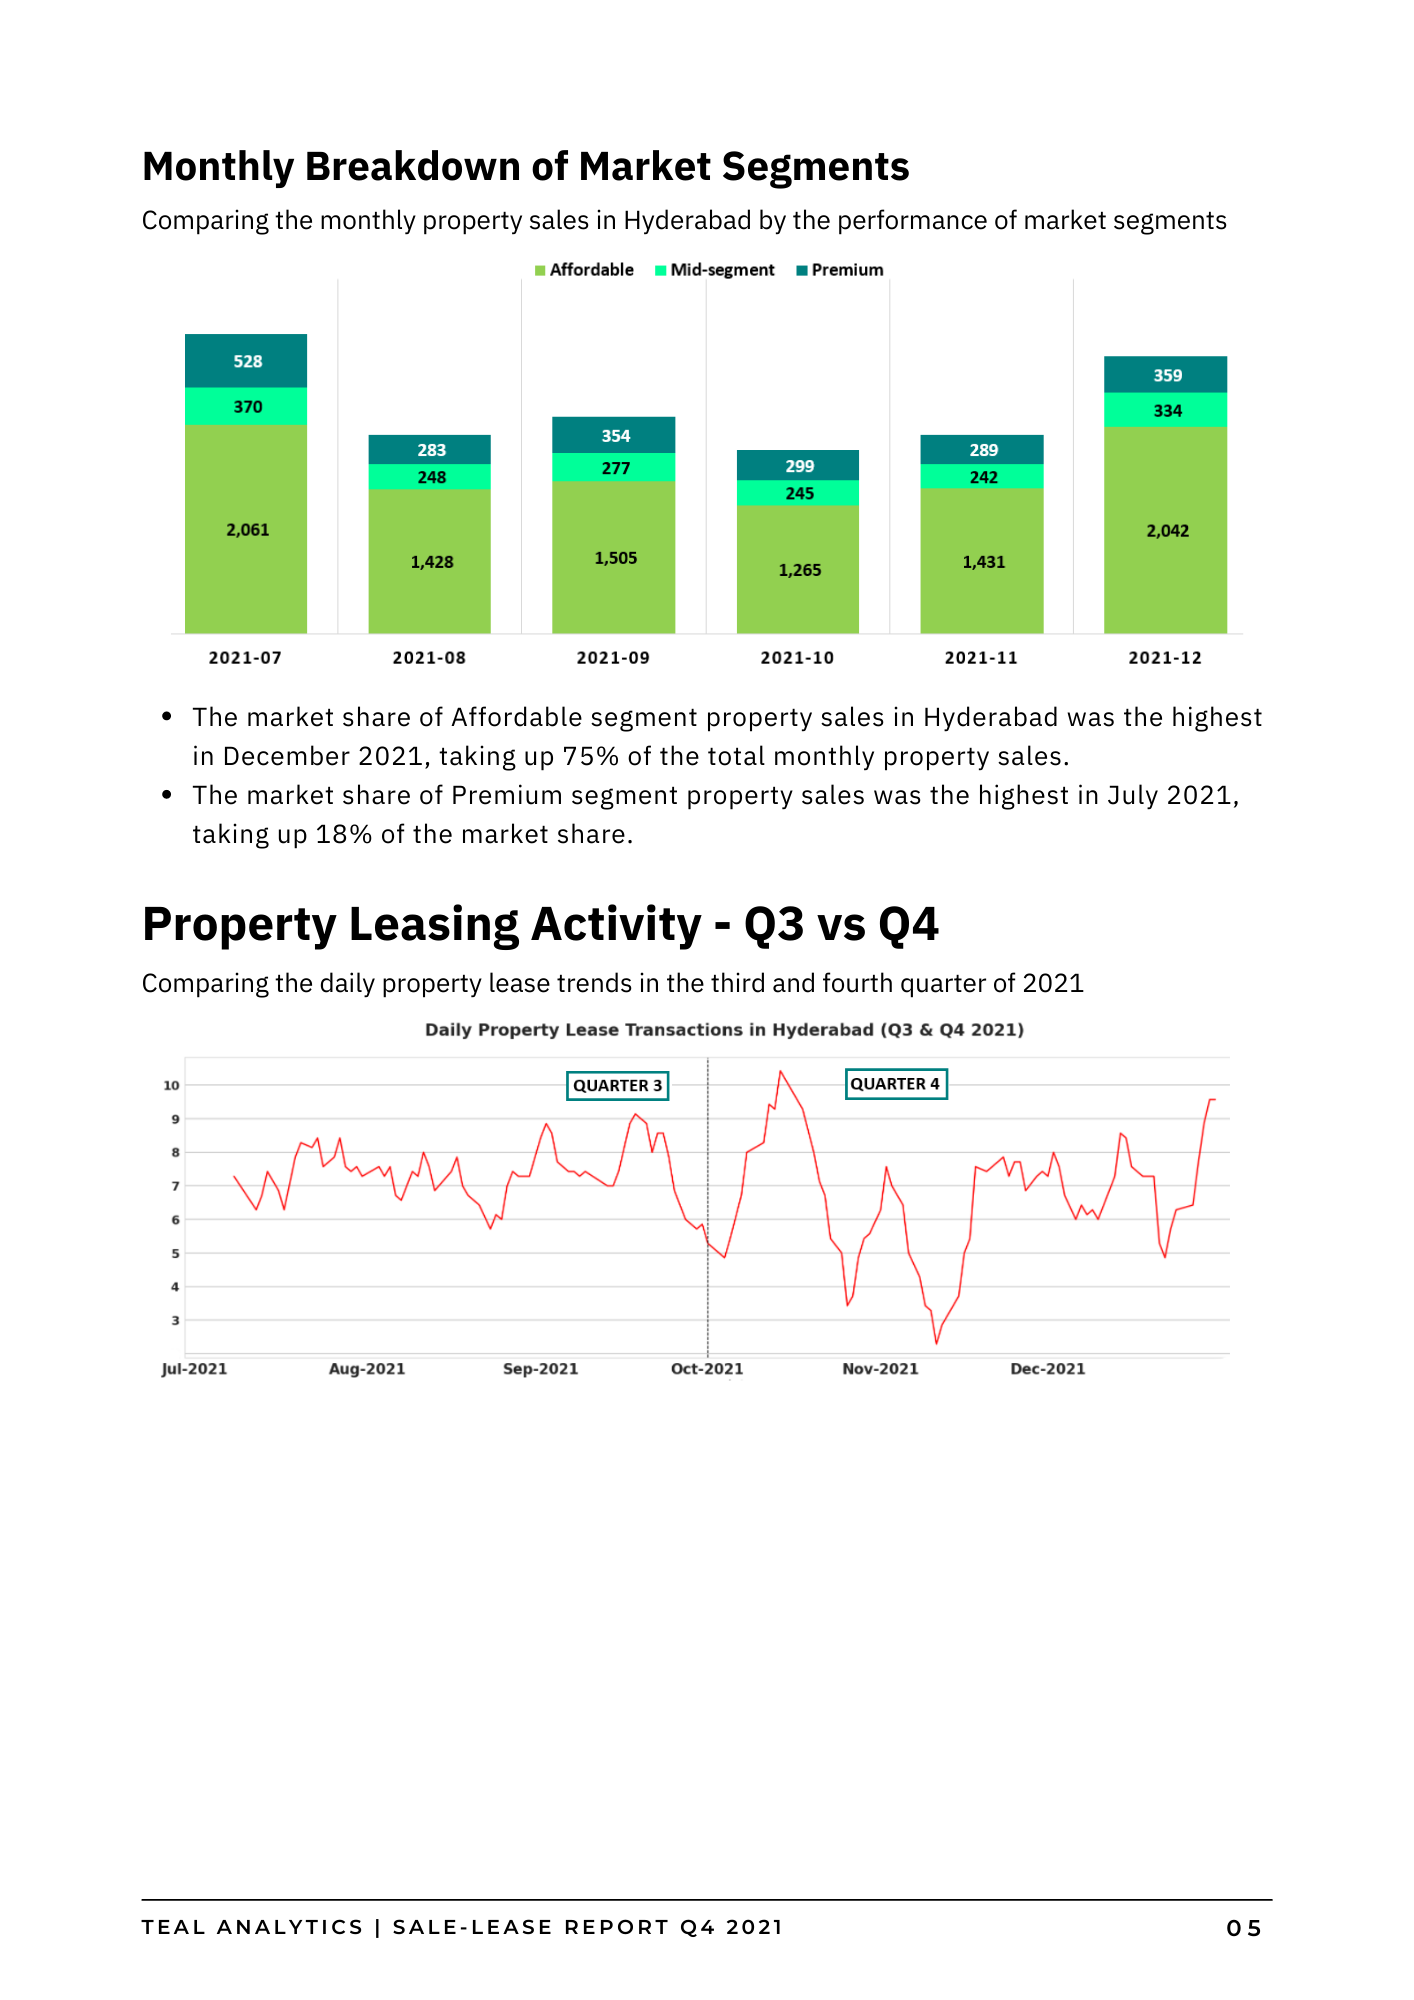 Monthly Breakdown of Market Segments
Comparing the monthly property sales in Hyderabad by the performance of market segments
Affordable Mid-segment Premium
528 370 2,061
283 248 1,428
354 277 1,505
299 245 1,265
289 242 1,431
359 334 2,042
2021-07 2021-08 2021-09 2021-10 2021-11 2021-12
• The market share of Affordable segment property sales in Hyderabad was the highest
in December 2021, taking up 75% of the total monthly property sales.
• The market share of Premium segment property sales was the highest in July 2021,
taking up 18% of the market share.
Property Leasing Activity - Q3 vs Q4
Comparing the daily property lease trends in the third and fourth quarter of 2021
Daily Property Lease Transactions in Hyderabad (Q3 & Q4 2021)
QUARTER 3 QUARTER 4
10
9
8
7
6
5
4
3
Jul-2021 Aug-2021 Sep-2021 Oct-2021 Nov-2021 Dec-2021
TEAL ANALYTICS | SALE-LEASE REPORT Q4 2021 05